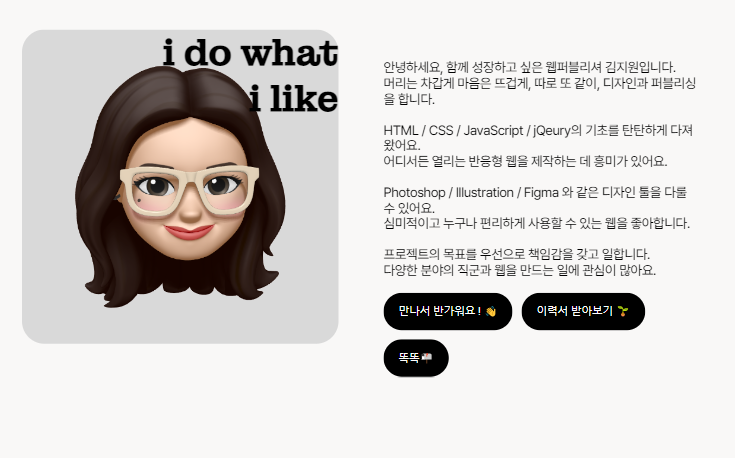 i do what
i like
안녕하세요, 함께 성장하고 싶은 웹퍼블리셔 김지원입니다.
머리는 차갑게 마음은 뜨겁게, 따로 또 같이, 디자인과 퍼블리싱
을 합니다.
HTML / CSS / JavaScript / jQeury의 기초를 탄탄하게 다져
왔어요.
어디서든 열리는 반응형 웹을 제작하는 데 흥미가 있어요.
Photoshop / Illustration / Figma 와 같은 디자인 툴을 다룰
수 있어요.
심미적이고 누구나 편리하게 사용할 수 있는 웹을 좋아합니다.
프로젝트의 목표를 우선으로 책임감을 갖고 일합니다.
다양한 분야의 직군과 웹을 만드는 일에 관심이 많아요.
만나서 반가워요! 👋
이력서 받아보기 🌱
똑똑 📬